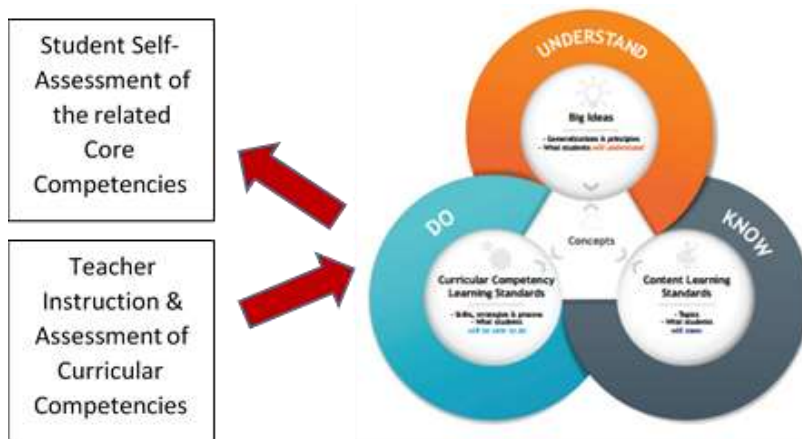 Student Self-
Assessment of
the related
Core
Competencies
Teacher
Instruction &
Assessment of
Curricular
Competencies
UNDERSTAND
Big Ideas
- Generalizations & principles
- What students will understand
Concepts
DO
Curricular Competency
Learning Standards
- Skills, strategies & process
- What students
will be able to do
KNOW
Content Learning
Standards
- Topics
- What students
will know